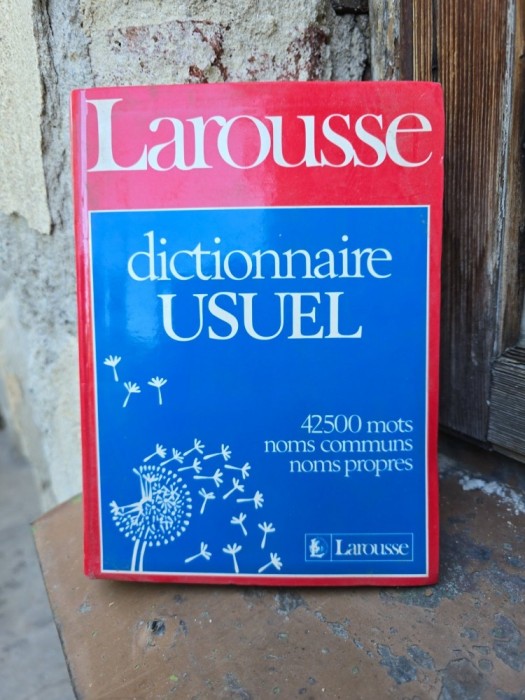 Larousse
dictionnaire
USUEL
42500 mots
noms communs
noms propres
Larousse